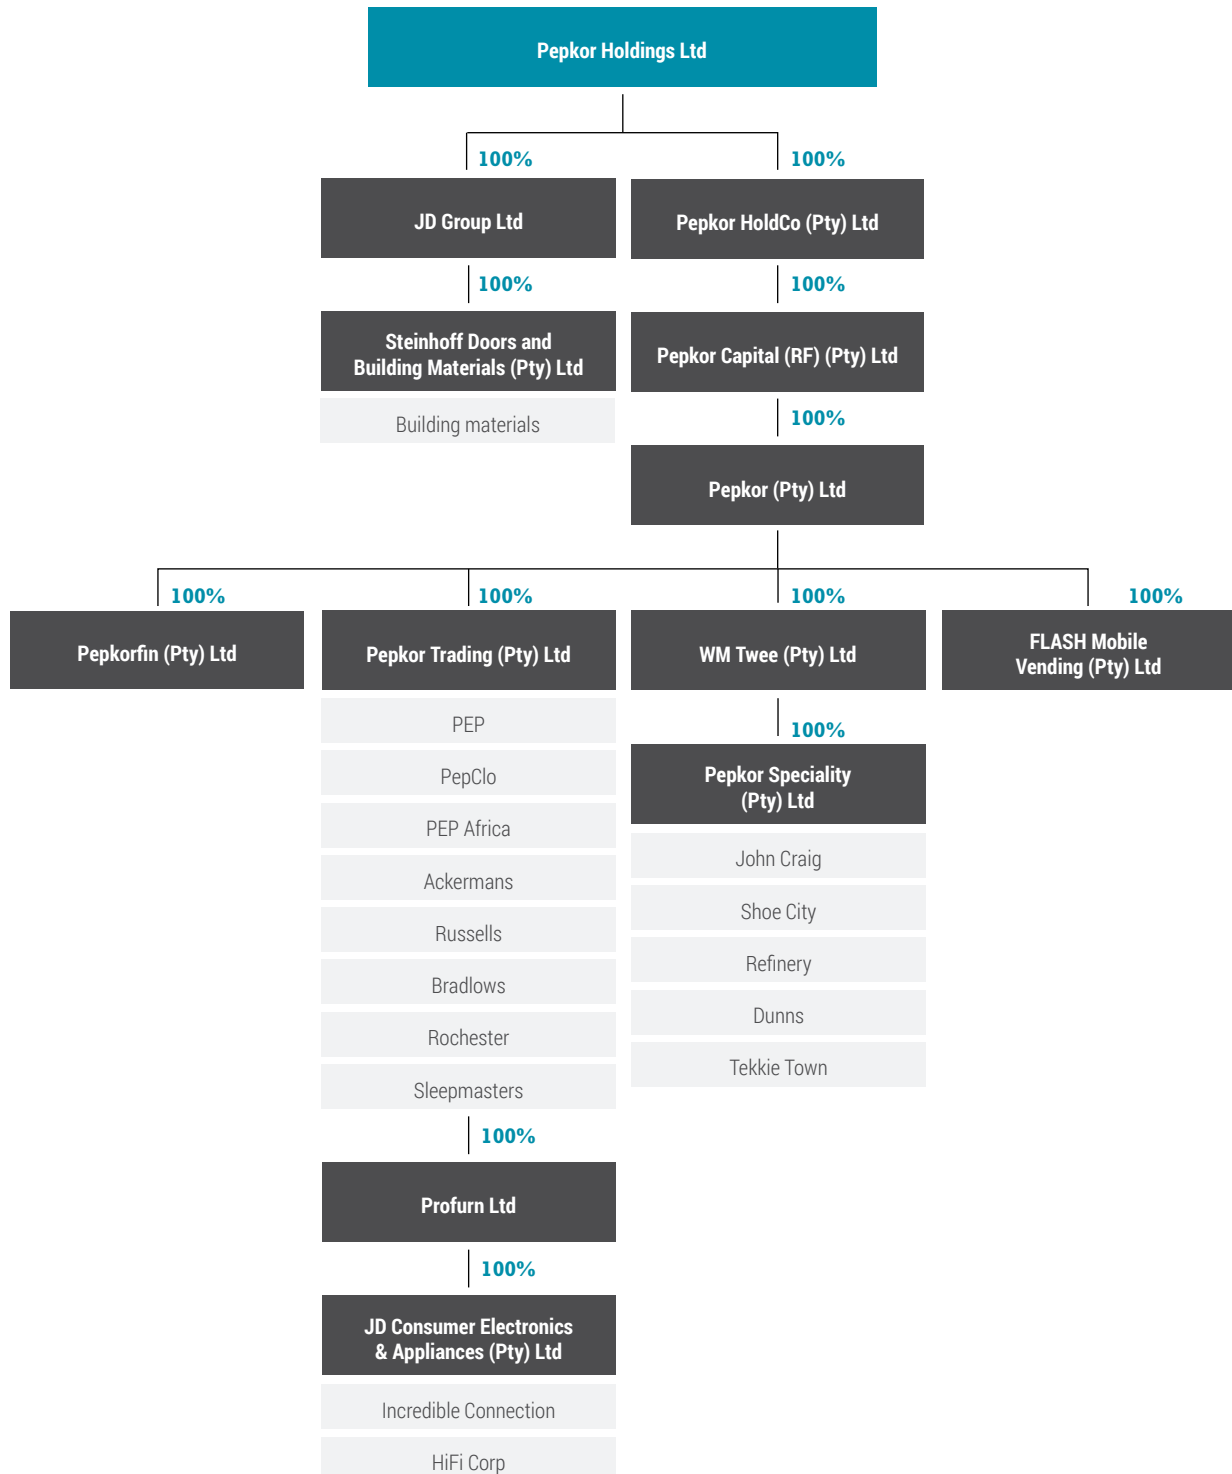 Pepkor Holdings Ltd
100%
100%
JD Group Ltd
Pepkor HoldCo (Pty) Ltd
100%
100%
Steinhoff Doors and
Building Materials (Pty) Ltd
Pepkor Capital (RF) (Pty) Ltd
Building materials
100%
Pepkor (Pty) Ltd
100%
100%
100%
100%
Pepkorfin (Pty) Ltd
Pepkor Trading (Pty) Ltd
WM Twee (Pty) Ltd
FLASH Mobile
Vending (Pty) Ltd
PEP
PepClo
PEP Africa
Ackermans
Russells
Bradlows
Rochester
Sleepmasters
100%
Pepkor Speciality
(Pty) Ltd
John Craig
Shoe City
Refinery
Dunns
Tekkie Town
100%
Profurn Ltd
100%
JD Consumer Electronics
& Appliances (Pty) Ltd
Incredible Connection
HiFi Corp